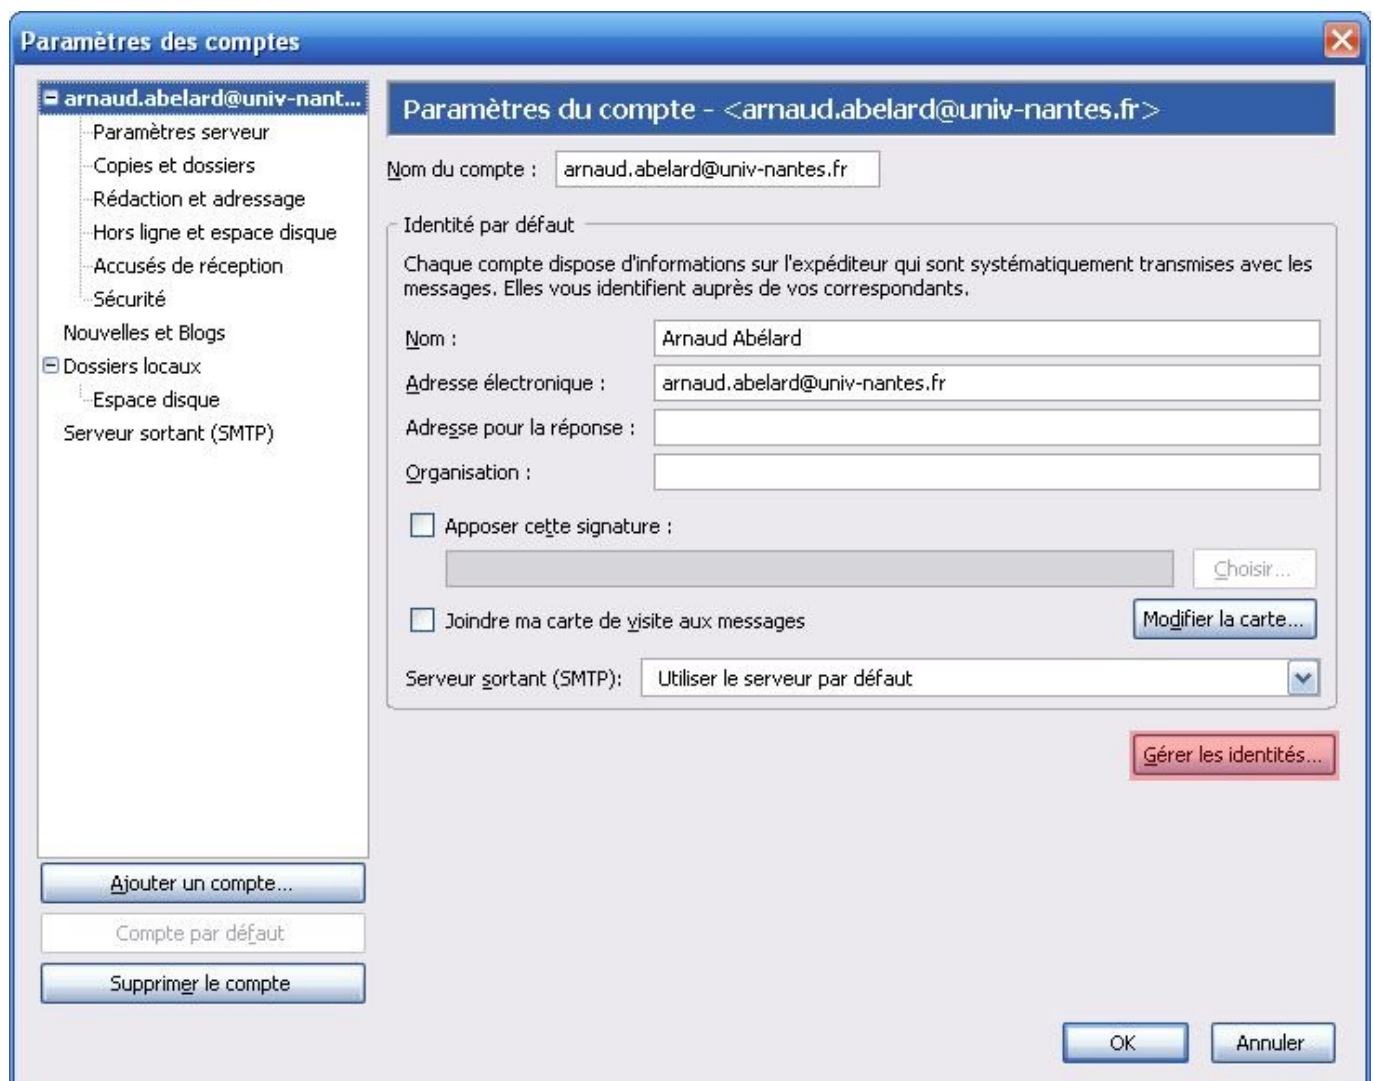 Paramètres des comptes
arnaud.abelard@univ-nant...
Paramètres serveur
Copies et dossiers
Rédaction et adressage
Hors ligne et espace disque
Accusés de réception
Sécurité
Nouvelles et Blogs
Dossiers locaux
Espace disque
Serveur sortant (SMTP)
Ajouter un compte...
Compte par défaut
Supprimer le compte
Paramètres du compte - <arnaud.abelard@univ-nantes.fr>
Nom du compte : arnaud.abelard@univ-nantes.fr
Identité par défaut
Chaque compte dispose d'informations sur l'expéditeur qui sont systématiquement transmises avec les
messages. Elles vous identifient auprès de vos correspondants.
Nom : Arnaud Abélard
Adresse électronique : arnaud.abelard@univ-nantes.fr
Adresse pour la réponse :
Organisation :
Apposer cette signature :
Choisir...
Joindre ma carte de visite aux messages Modifier la carte...
Serveur sortant (SMTP): Utiliser le serveur par défaut
Gérer les identités...
OK Annuler